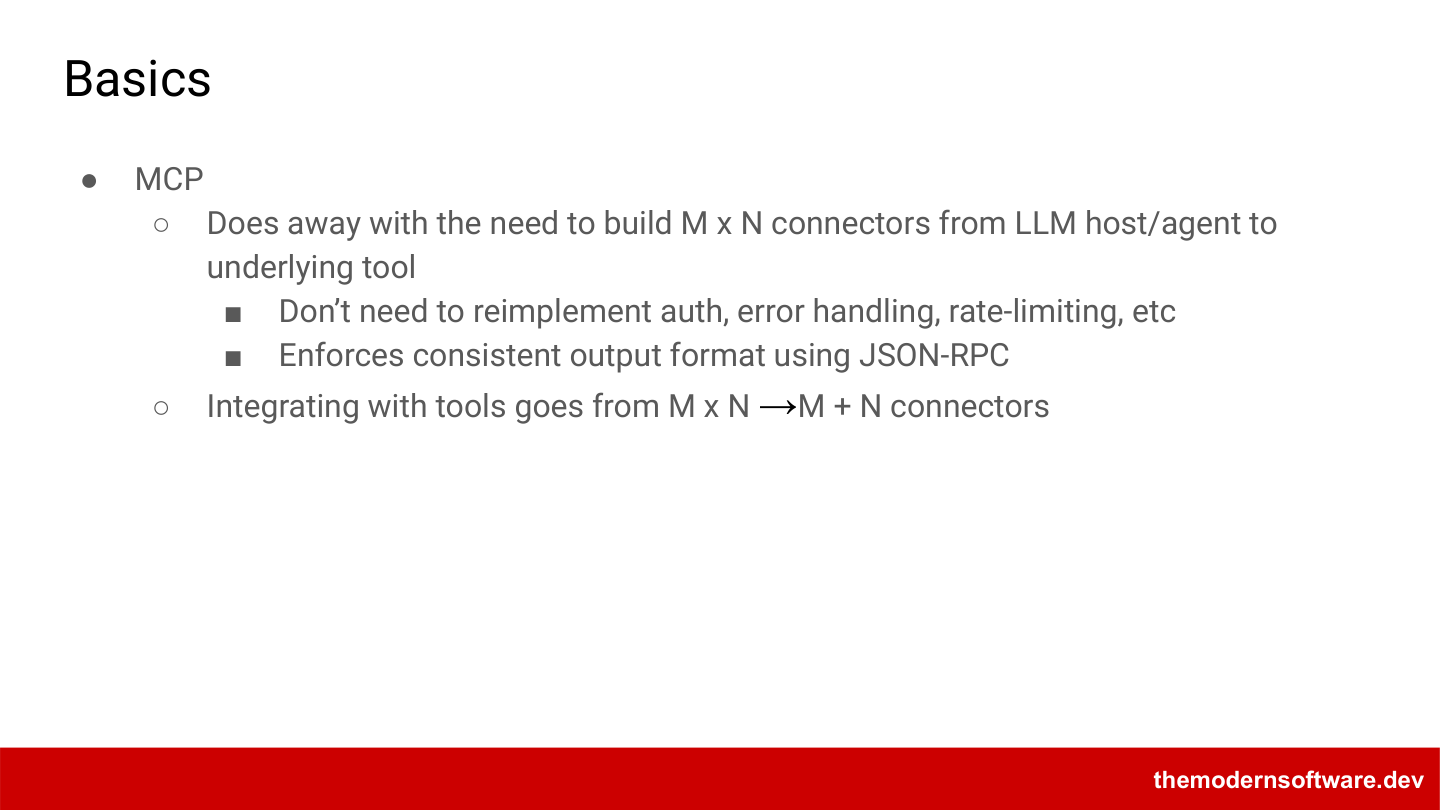 Basics
● MCP
○ Does away with the need to build M x N connectors from LLM host/agent to
underlying tool
■ Don’t need to reimplement auth, error handling, rate-limiting, etc
■ Enforces consistent output format using JSON-RPC
○ Integrating with tools goes from M x N →M + N connectors
themodernsoftware.dev